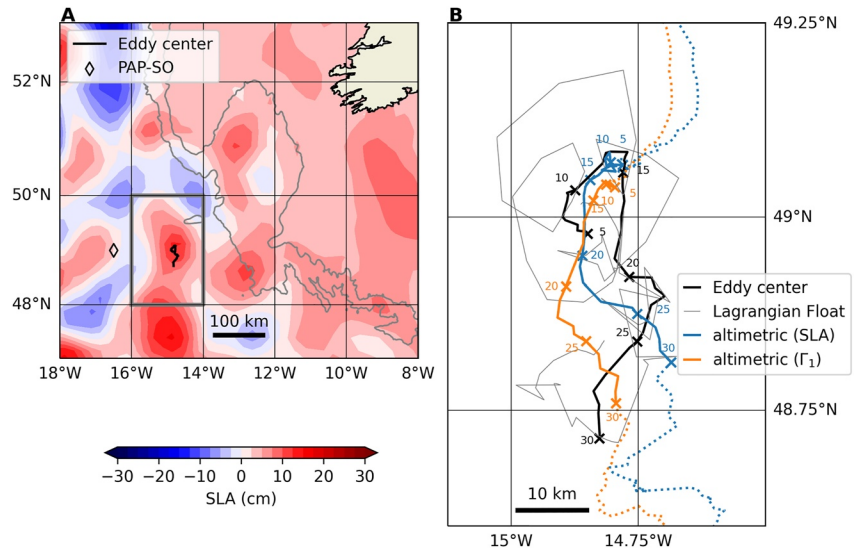 A
B
Eddy center
PAP-SO
52°N
50°N
48°N
100 km
18°W 16°W 14°W 12°W 10°W 8°W
−30 −20 −10 0 10 20 30
SLA (cm)
49.25°N
49°N
48.75°N
10 5
15 15
10 5
10
15
5
20
20
20
25
25
25
30
30
30
Eddy center
Lagrangian Float
altimetric (SLA)
altimetric (Γ₁)
10 km
15°W 14.75°W